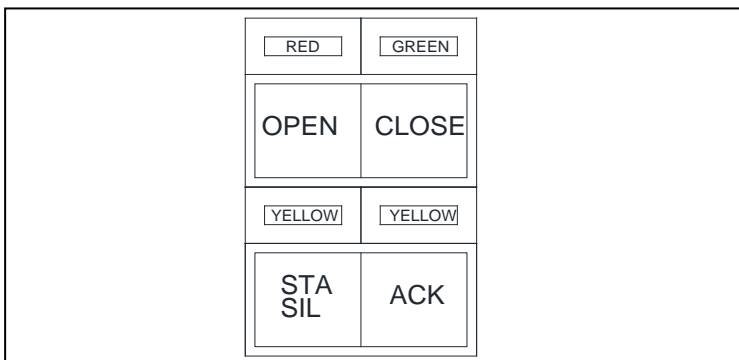 RED GREEN
OPEN CLOSE
YELLOW YELLOW
STA
SIL
ACK